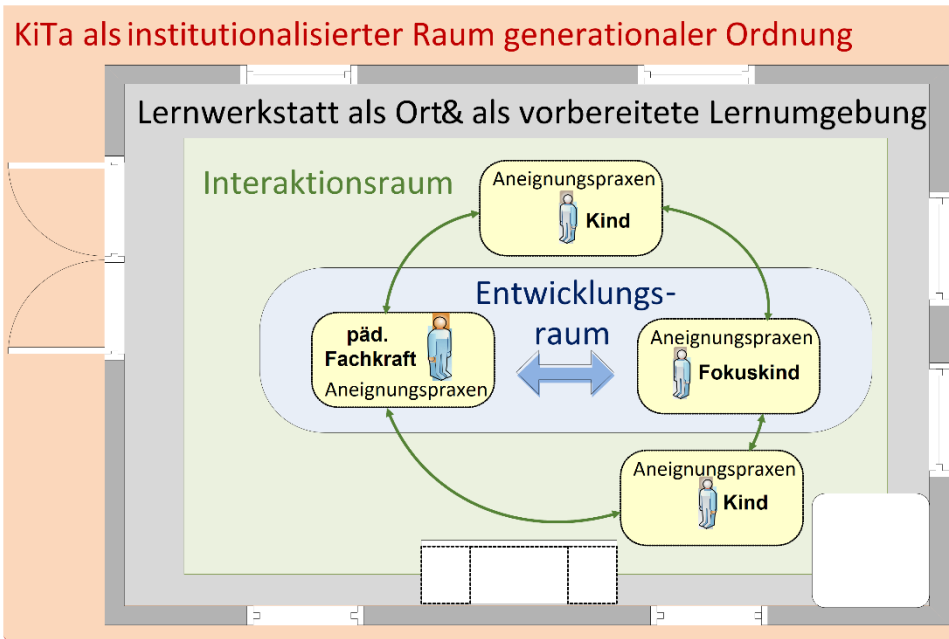 KiTa als institutionalisierter Raum generationaler Ordnung
Lernwerkstatt als Ort& als vorbereitete Lernumgebung
Interaktionsraum
Aneignungspraxen
Kind
Entwicklungs-
raum
päd.
Fachkraft
Aneignungspraxen
Aneignungspraxen
Fokuskind
Aneignungspraxen
Kind